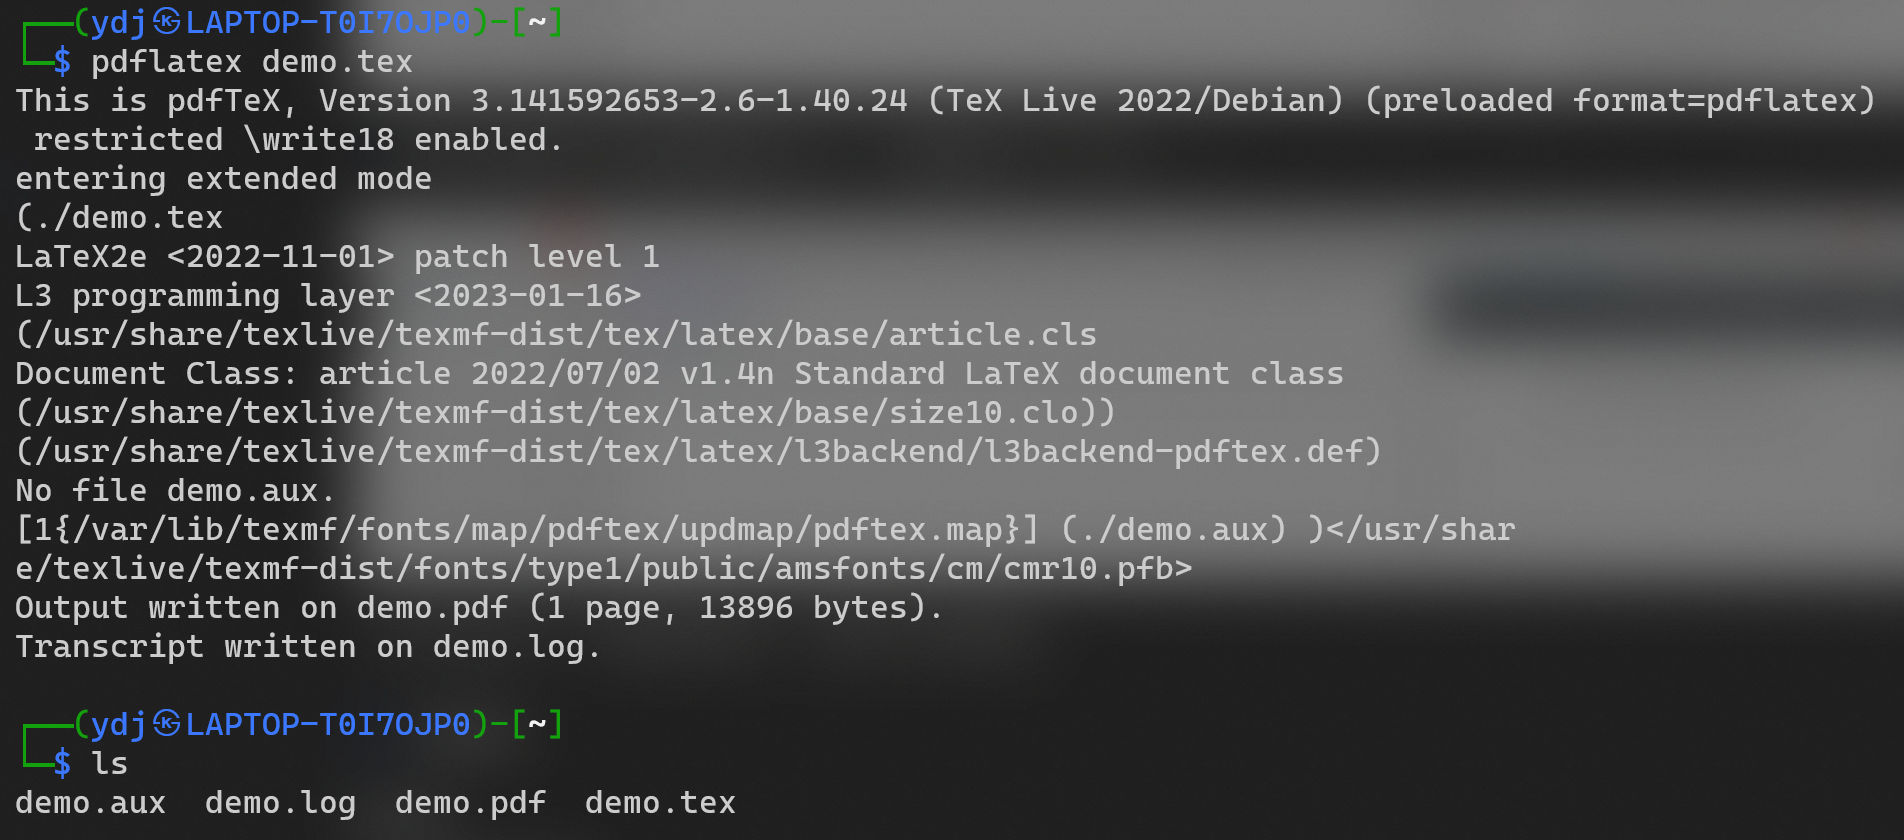 ┌──(ydj㉿LAPTOP-T0I7OJP0)-[~]
└─$ pdflatex demo.tex
This is pdfTeX, Version 3.141592653-2.6-1.40.24 (TeX Live 2022/Debian) (preloaded format=pdflatex)
 restricted \write18 enabled.
entering extended mode
(./demo.tex
LaTeX2e <2022-11-01> patch level 1
L3 programming layer <2023-01-16>
(/usr/share/texlive/texmf-dist/tex/latex/base/article.cls
Document Class: article 2022/07/02 v1.4n Standard LaTeX document class
(/usr/share/texlive/texmf-dist/tex/latex/base/size10.clo))
(/usr/share/texlive/texmf-dist/tex/latex/l3backend/l3backend-pdftex.def)
No file demo.aux.
[1{/var/lib/texmf/fonts/map/pdftex/updmap/pdftex.map}] (./demo.aux) )</usr/shar
e/texlive/texmf-dist/fonts/type1/public/amsfonts/cm/cmr10.pfb>
Output written on demo.pdf (1 page, 13896 bytes).
Transcript written on demo.log.
┌──(ydj㉿LAPTOP-T0I7OJP0)-[~]
└─$ ls
demo.aux  demo.log  demo.pdf  demo.tex